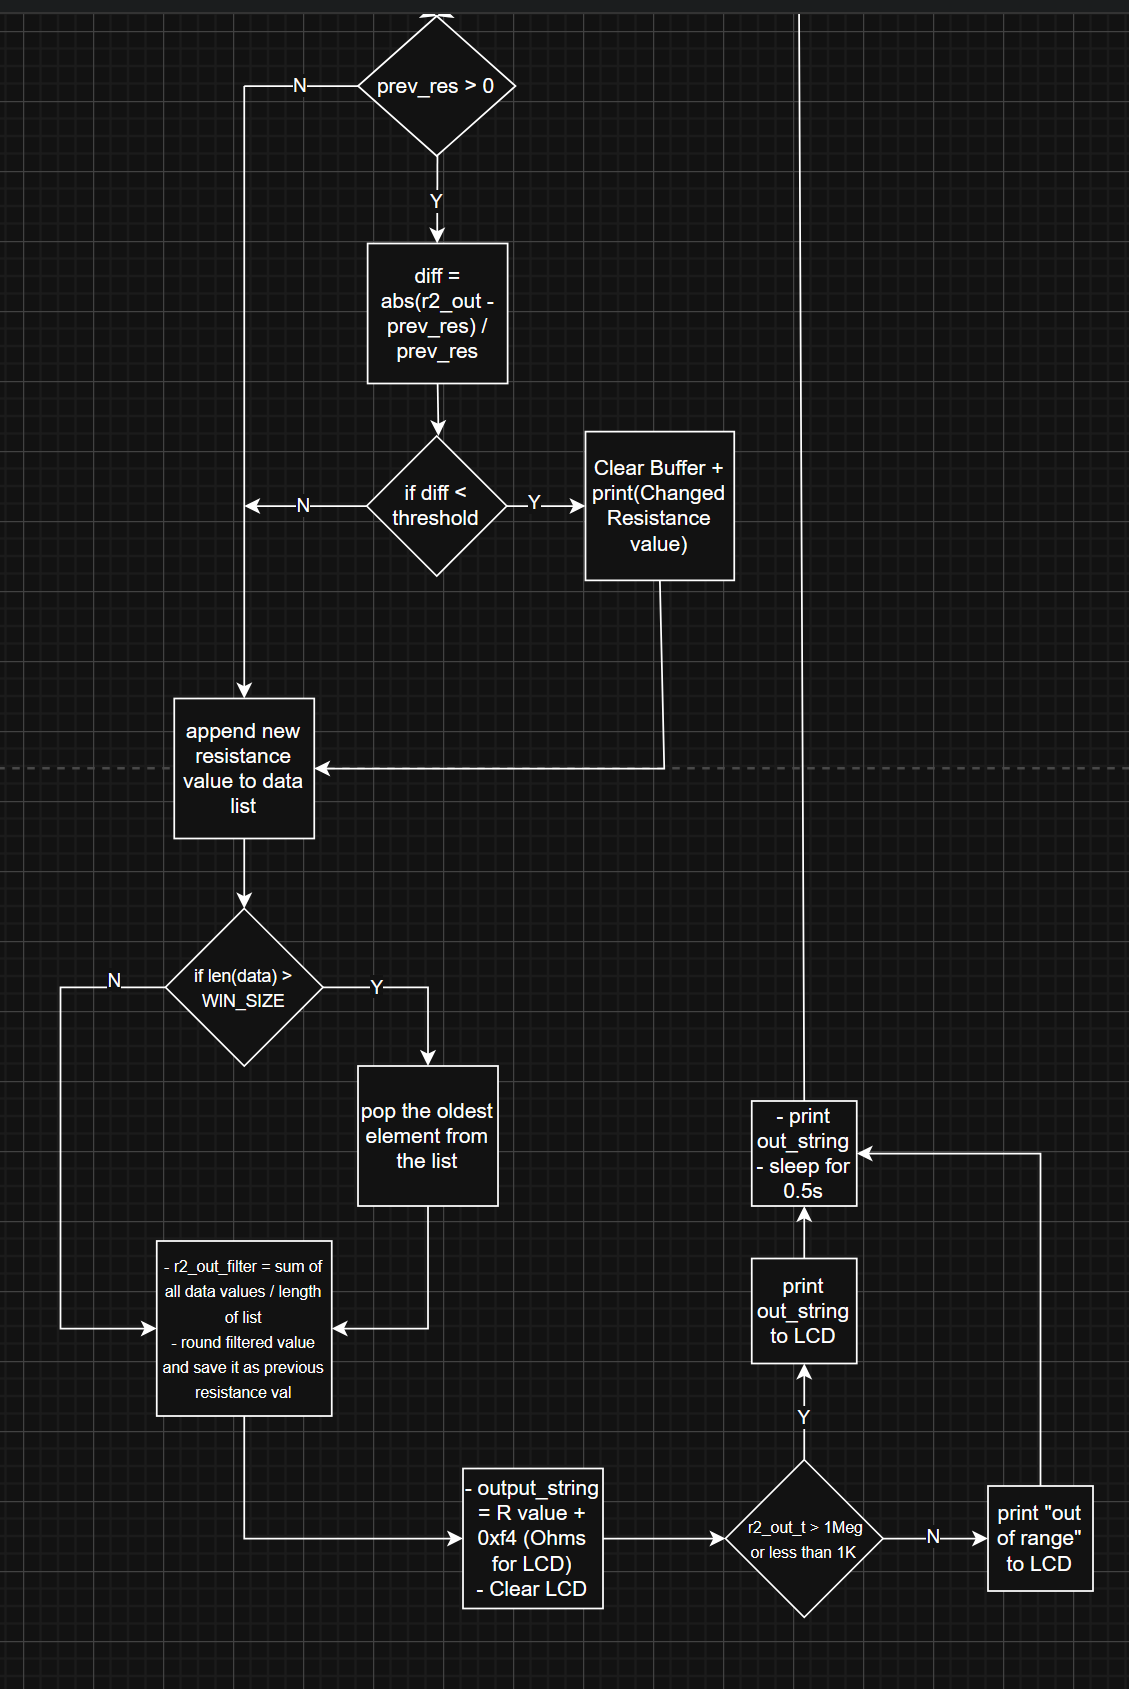 prev_res > 0
N
Y
diff =
abs(r2_out -
prev_res) /
prev_res
if diff <
threshold
N
Y
Clear Buffer +
print(Changed
Resistance
value)
append new
resistance
value to data
list
if len(data) >
WIN_SIZE
N
Y
pop the oldest
element from
the list
- r2_out_filter = sum of
all data values / length
of list
- round filtered value
and save it as previous
resistance val
- output_string
= R value +
0xf4 (Ohms
for LCD)
- Clear LCD
r2_out_t > 1Meg
or less than 1K
Y
N
print
out_string
to LCD
- print
out_string
- sleep for
0.5s
print "out
of range"
to LCD